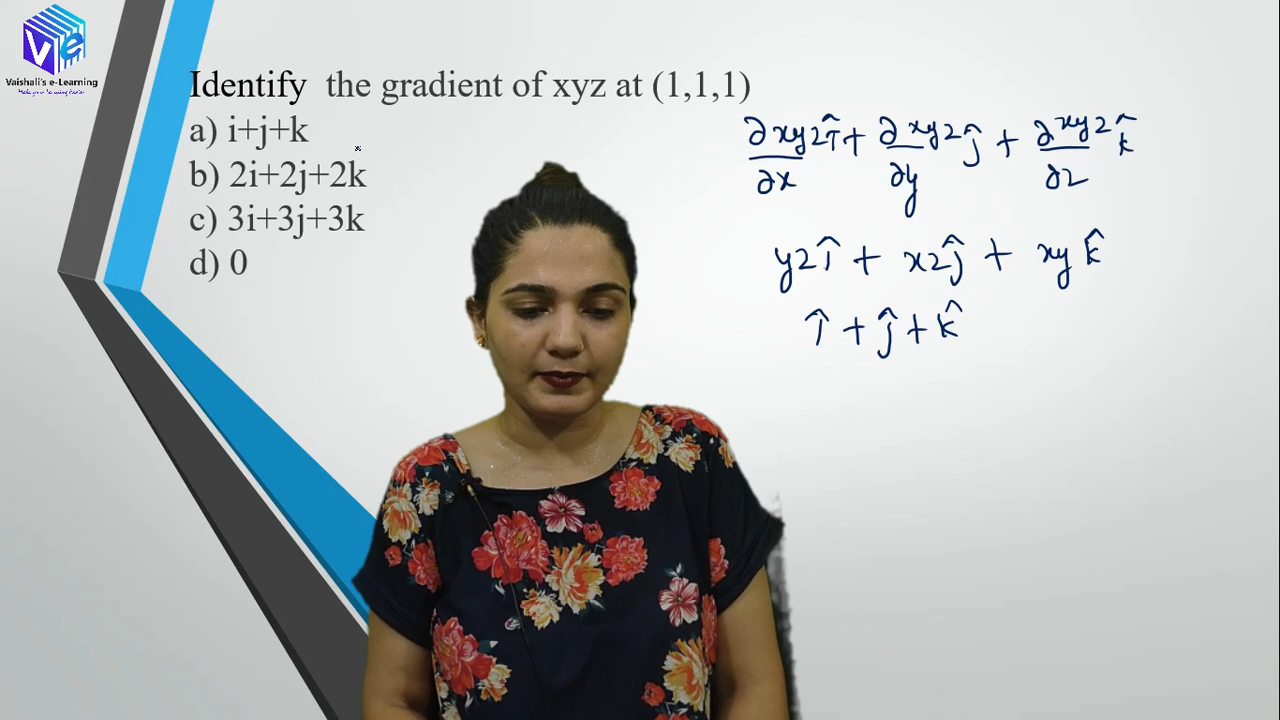 Ve
Vaishali's e-Learning
Identify the gradient of xyz at (1,1,1)
a) i+j+k
b) 2i+2j+2k
c) 3i+3j+3k
d) 0
∂xyz/∂x î + ∂xyz/∂y ĵ + ∂xyz/∂z k̂
yz î + xz ĵ + xy k̂
î + ĵ + k̂